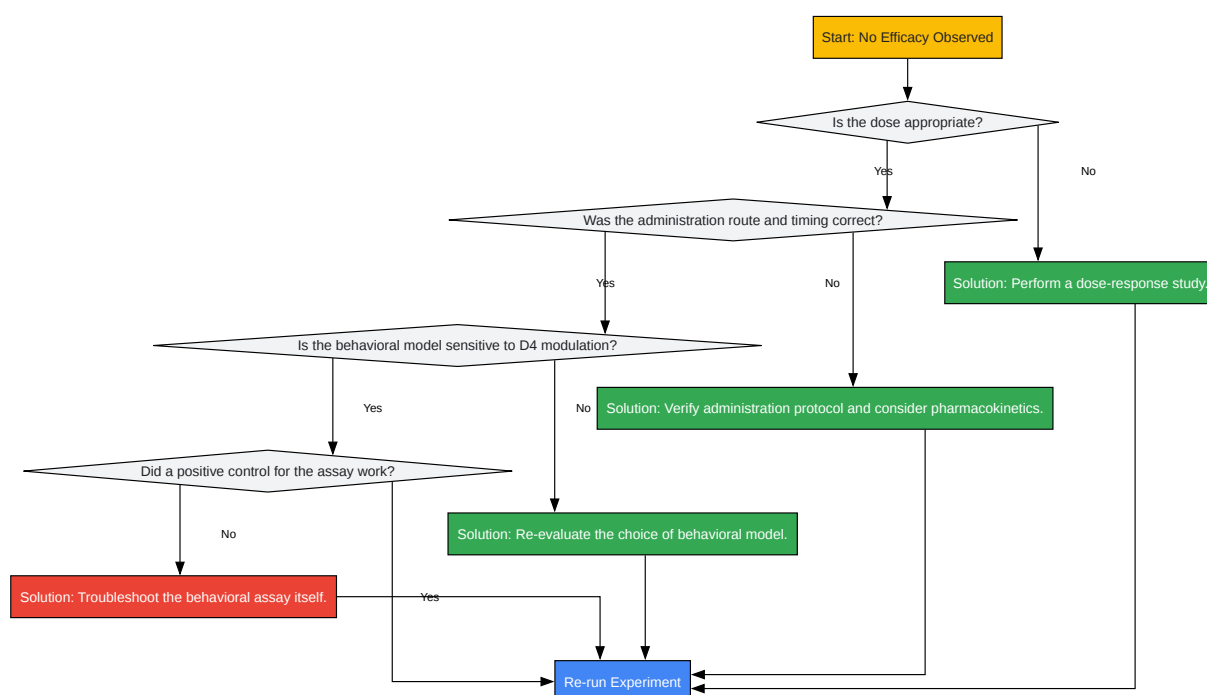 Start: No Efficacy Observed
Is the dose appropriate?
Yes
No
Was the administration route and timing correct?
Yes
No
Solution: Perform a dose-response study.
Is the behavioral model sensitive to D4 modulation?
Yes
No
Solution: Verify administration protocol and consider pharmacokinetics.
Did a positive control for the assay work?
No
Solution: Re-evaluate the choice of behavioral model.
Solution: Troubleshoot the behavioral assay itself.
Yes
Re-run Experiment